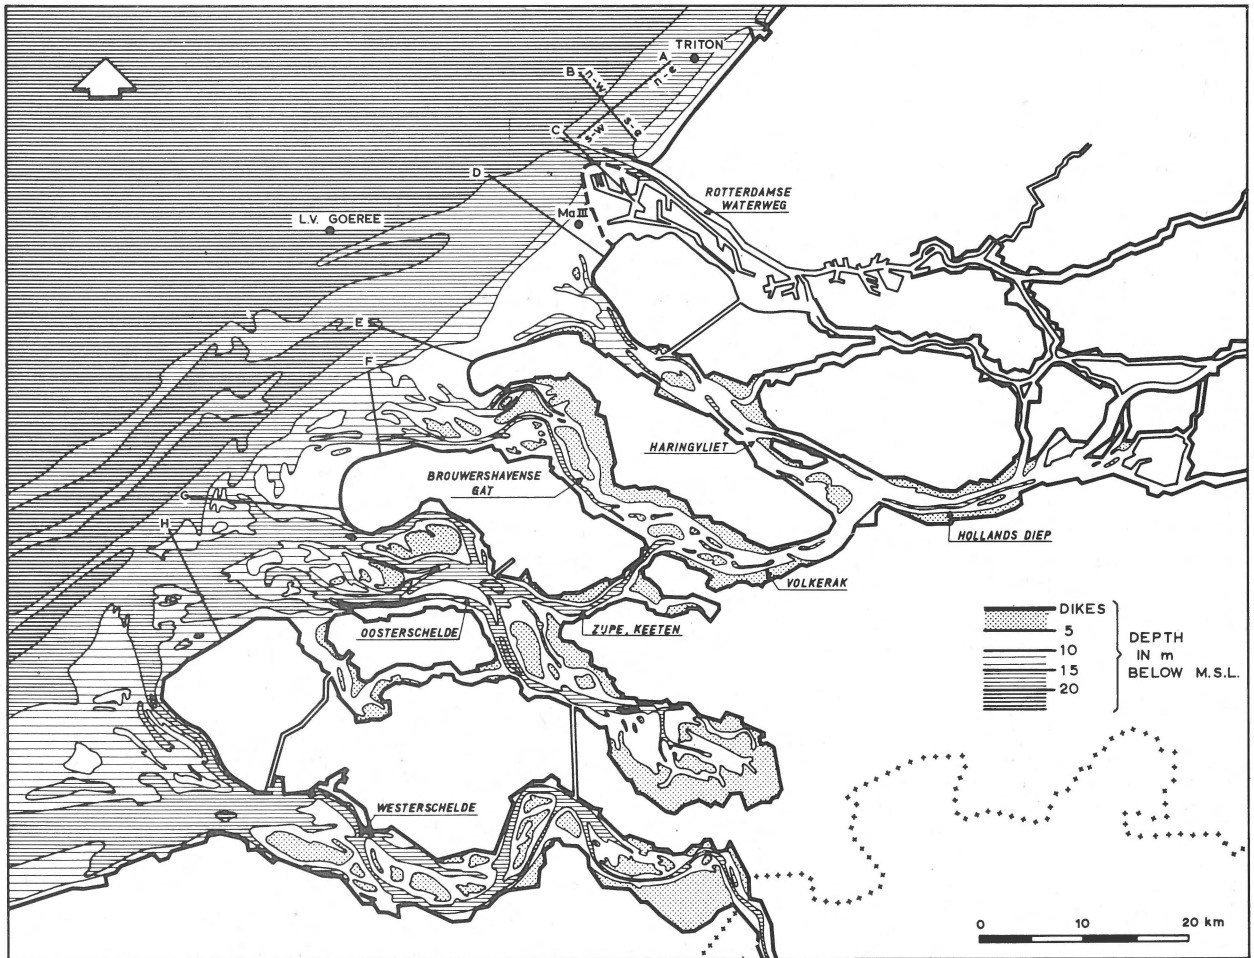 TRITON
A
B
n-w
n-e
s-w
s-e
C
D
ROTTERDAMSE
WATERWEG
Ma III
L.V. GOEREE
E
F
HARINGVLIET
BROUWERSHAVENSE
GAT
G
H
HOLLANDS DIEP
VOLKERAK
OOSTERSCHELDE
ZIJPE, KEETEN
DIKES
5
10
15
20
DEPTH
IN m
BELOW M.S.L.
WESTERSCHELDE
0 10 20 km